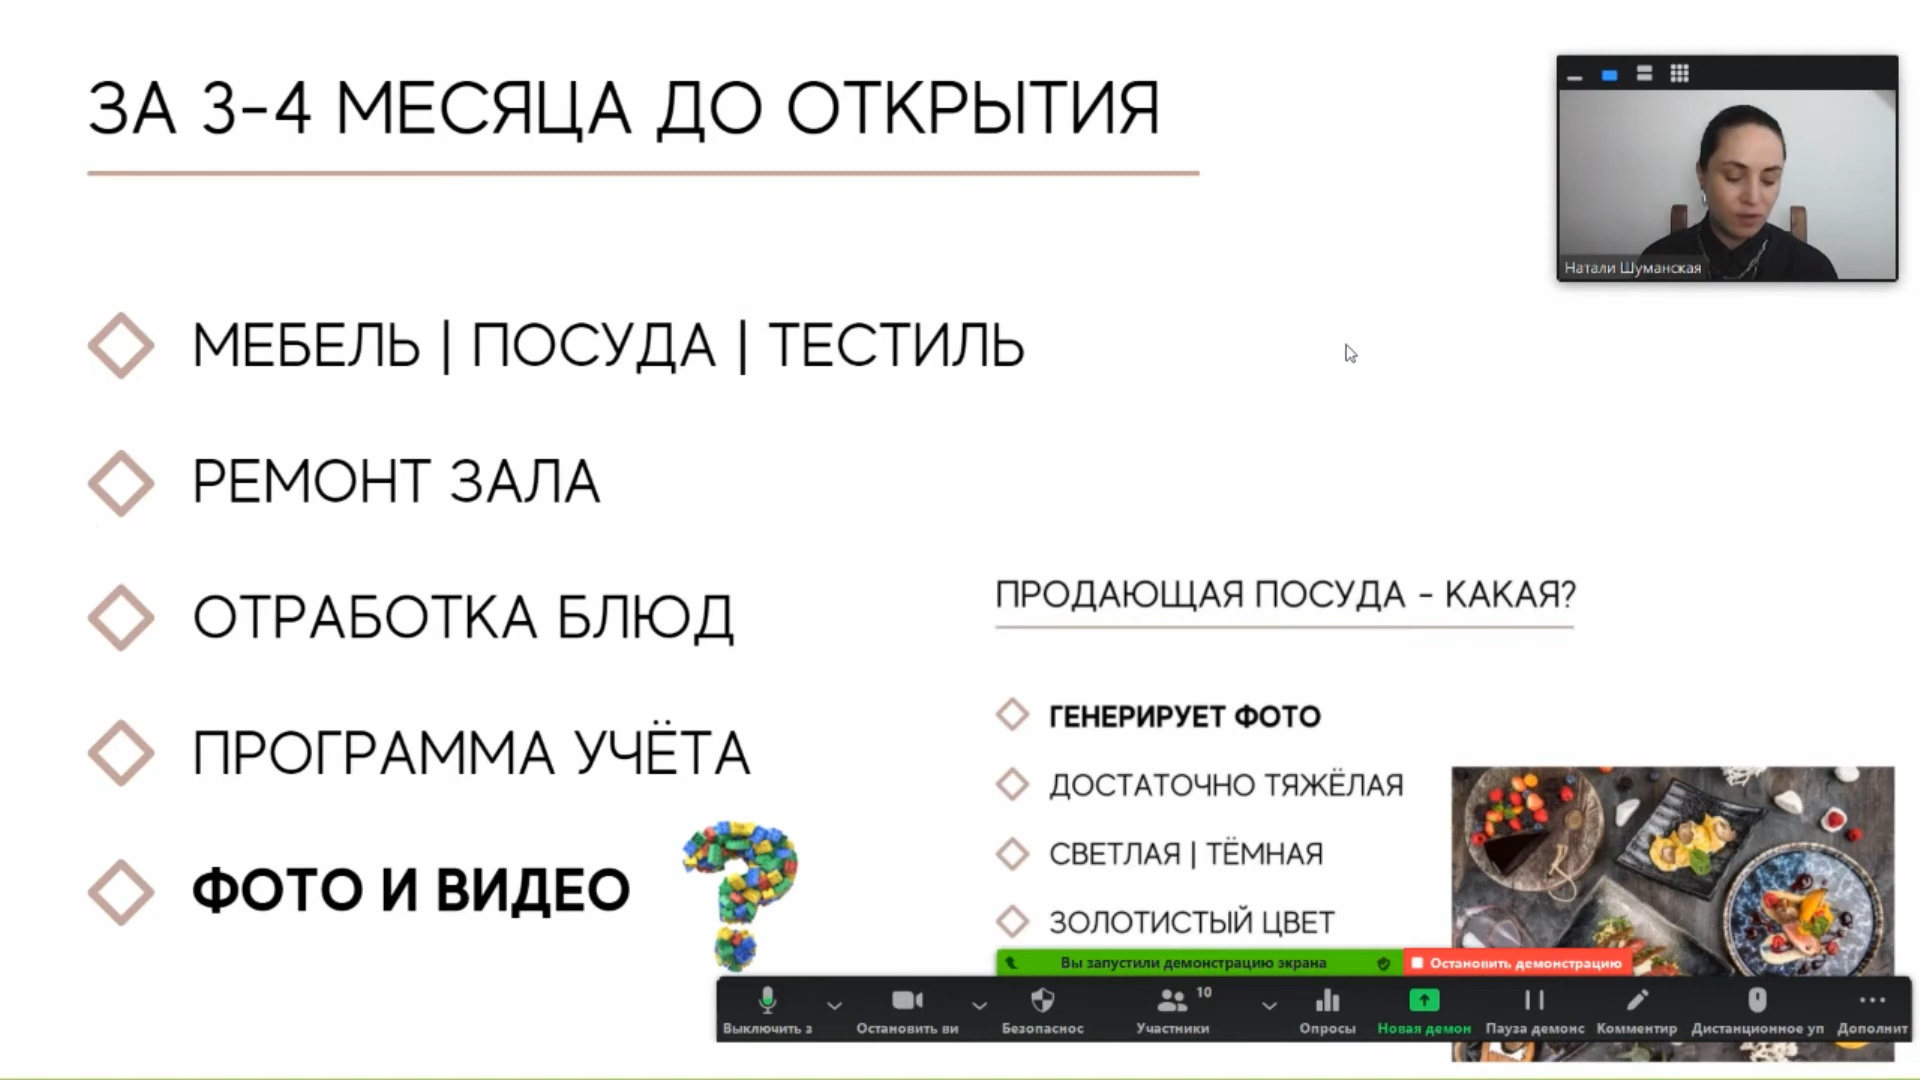 ЗА 3-4 МЕСЯЦА ДО ОТКРЫТИЯ
Натали Шуманская
МЕБЕЛЬ | ПОСУДА | ТЕСТИЛЬ
РЕМОНТ ЗАЛА
ОТРАБОТКА БЛЮД
ПРОГРАММА УЧЁТА
ФОТО И ВИДЕО
ПРОДАЮЩАЯ ПОСУДА - КАКАЯ?
ГЕНЕРИРУЕТ ФОТО
ДОСТАТОЧНО ТЯЖЁЛАЯ
СВЕТЛАЯ | ТЁМНАЯ
ЗОЛОТИСТЫЙ ЦВЕТ
Вы запустили демонстрацию экрана
Остановить демонстрацию
10
Выключить з Остановить ви Безопаснос Участники Опросы Новая демон Пауза демонс Комментир Дистанционное уп Дополнит